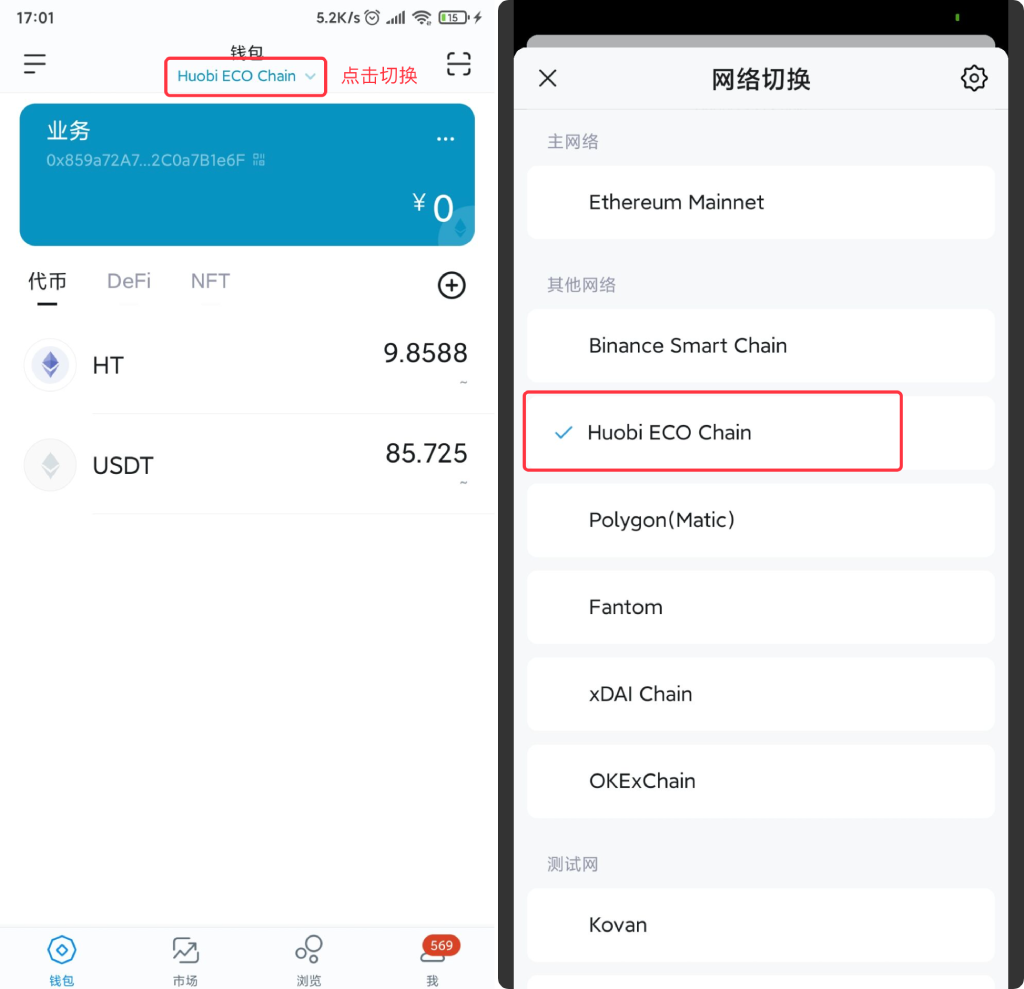 17:01
5.2K/s
15
钱包
Huobi ECO Chain
点击切换
业务
0x859a72A7...2C0a7B1e6F
¥ 0
代币 DeFi NFT
HT
9.8588
~
USDT
85.725
~
钱包
市场
浏览
569
我
网络切换
主网络
Ethereum Mainnet
其他网络
Binance Smart Chain
Huobi ECO Chain
Polygon(Matic)
Fantom
xDAI Chain
OKExChain
测试网
Kovan